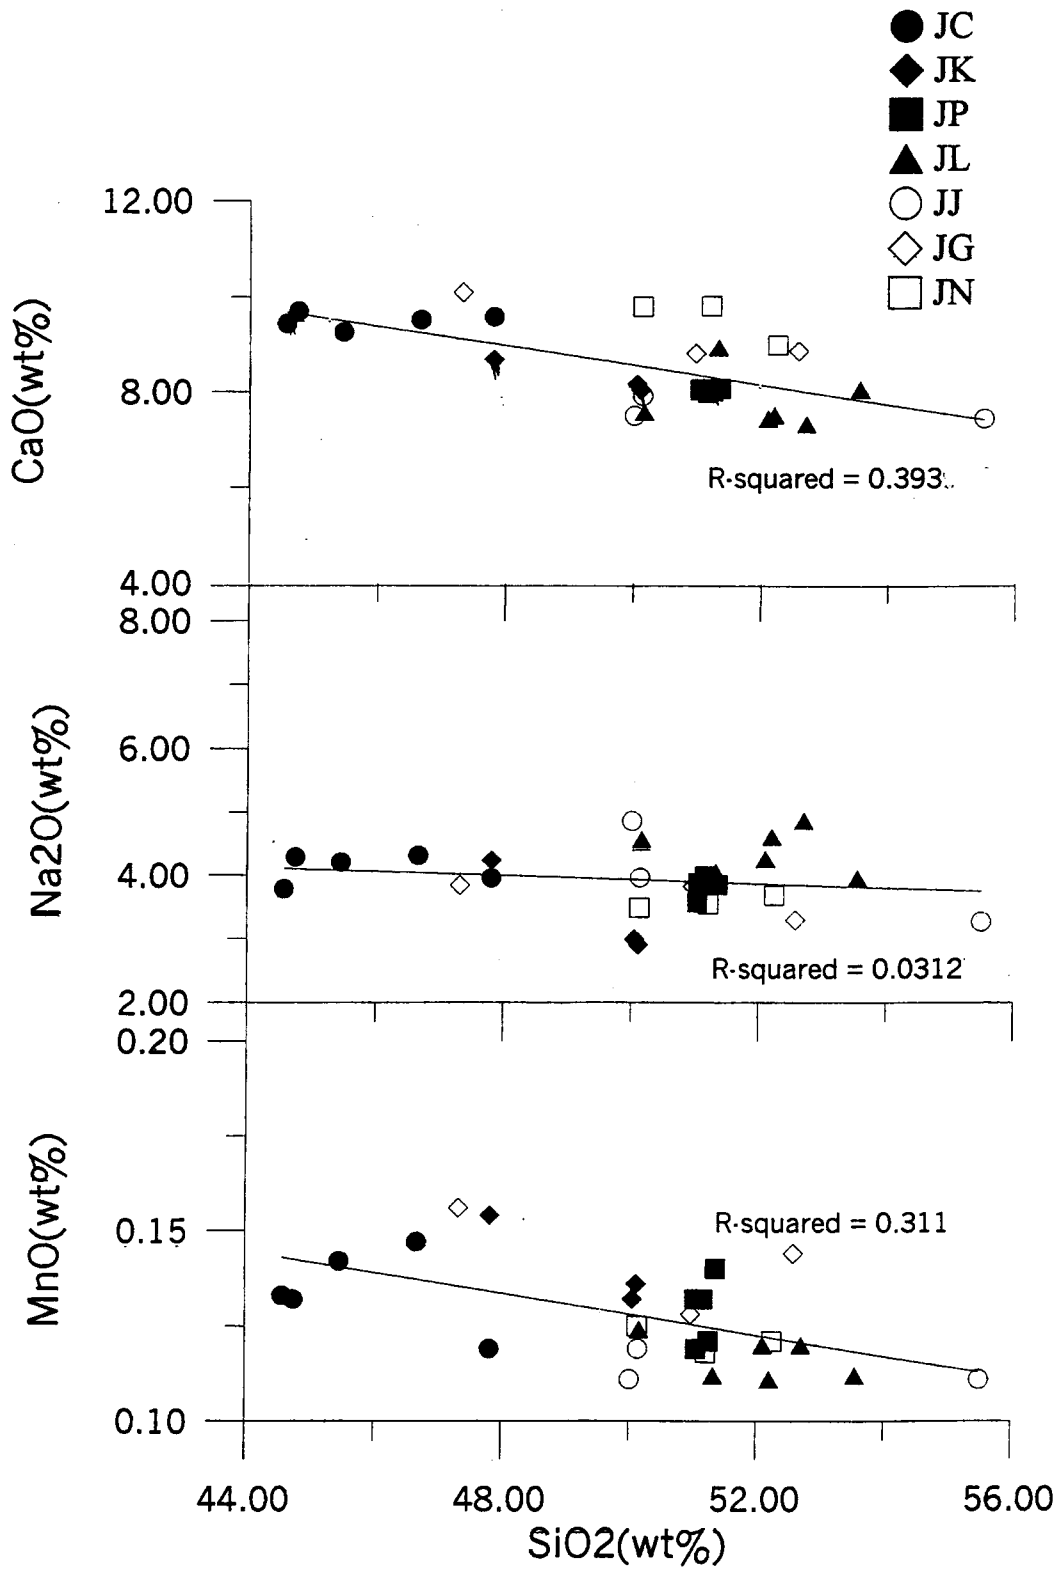 JC
JK
JP
JL
JJ
JG
JN
12.00
8.00
4.00
CaO(wt%)
R-squared = 0.393
8.00
6.00
4.00
2.00
Na2O(wt%)
R-squared = 0.0312
0.20
0.15
0.10
MnO(wt%)
R-squared = 0.311
44.00 48.00 52.00 56.00
SiO2(wt%)